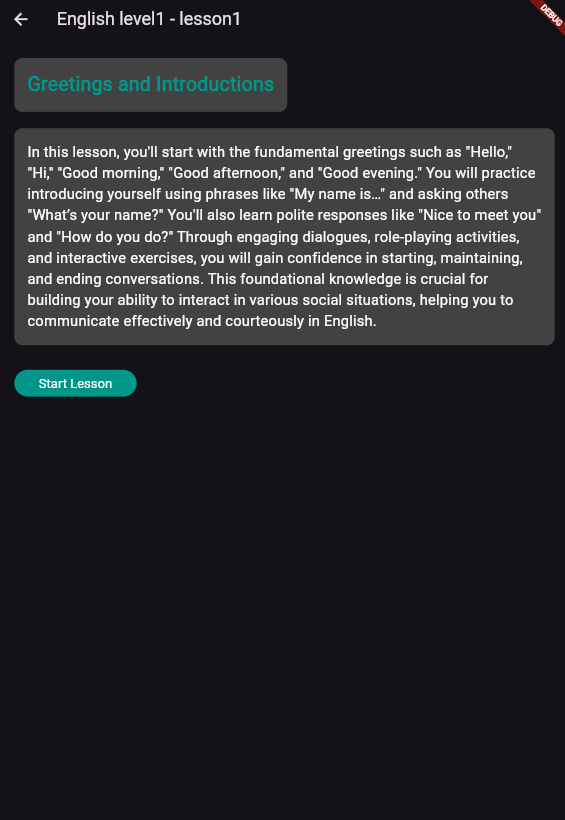 English level1 - lesson1
DEBUG
Greetings and Introductions
In this lesson, you'll start with the fundamental greetings such as "Hello,"
"Hi," "Good morning," "Good afternoon," and "Good evening." You will practice
introducing yourself using phrases like "My name is…" and asking others
"What's your name?" You'll also learn polite responses like "Nice to meet you"
and "How do you do?" Through engaging dialogues, role-playing activities,
and interactive exercises, you will gain confidence in starting, maintaining,
and ending conversations. This foundational knowledge is crucial for
building your ability to interact in various social situations, helping you to
communicate effectively and courteously in English.
Start Lesson